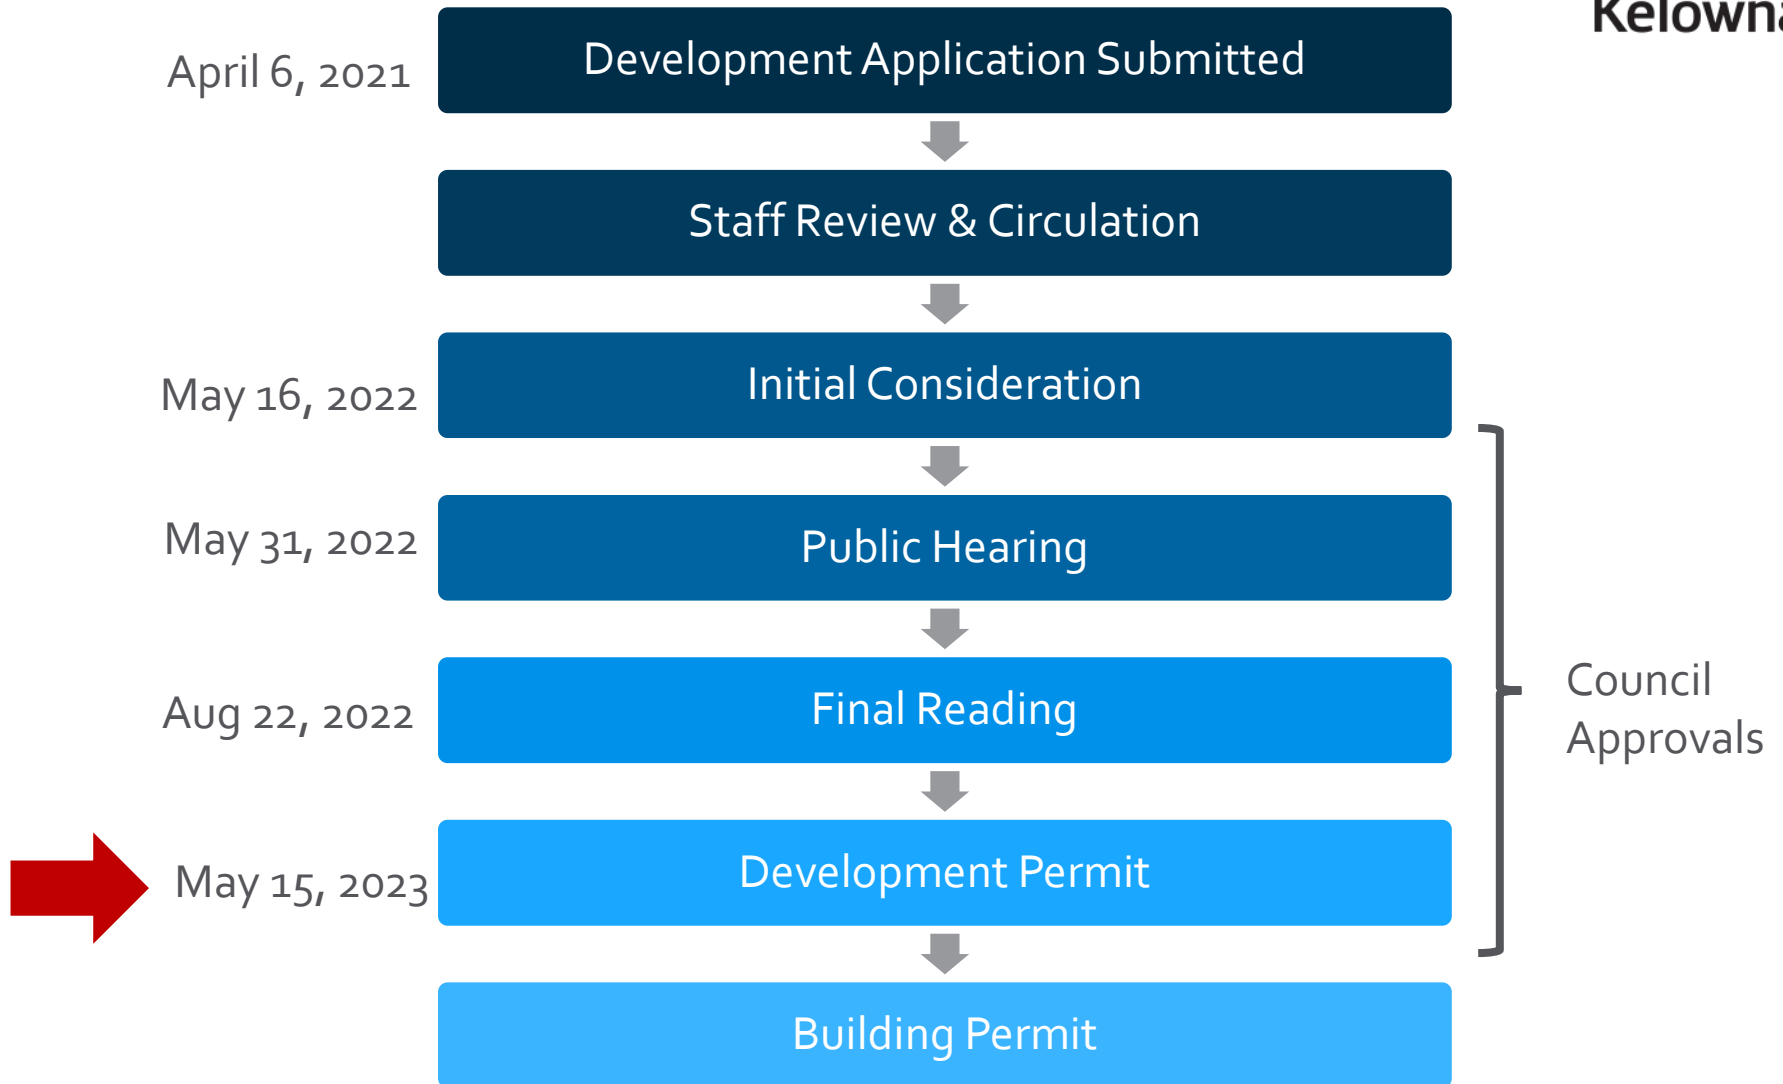 Kelowna
April 6, 2021
Development Application Submitted
Staff Review & Circulation
May 16, 2022
Initial Consideration
May 31, 2022
Public Hearing
Aug 22, 2022
Final Reading
Council
Approvals
May 15, 2023
Development Permit
Building Permit